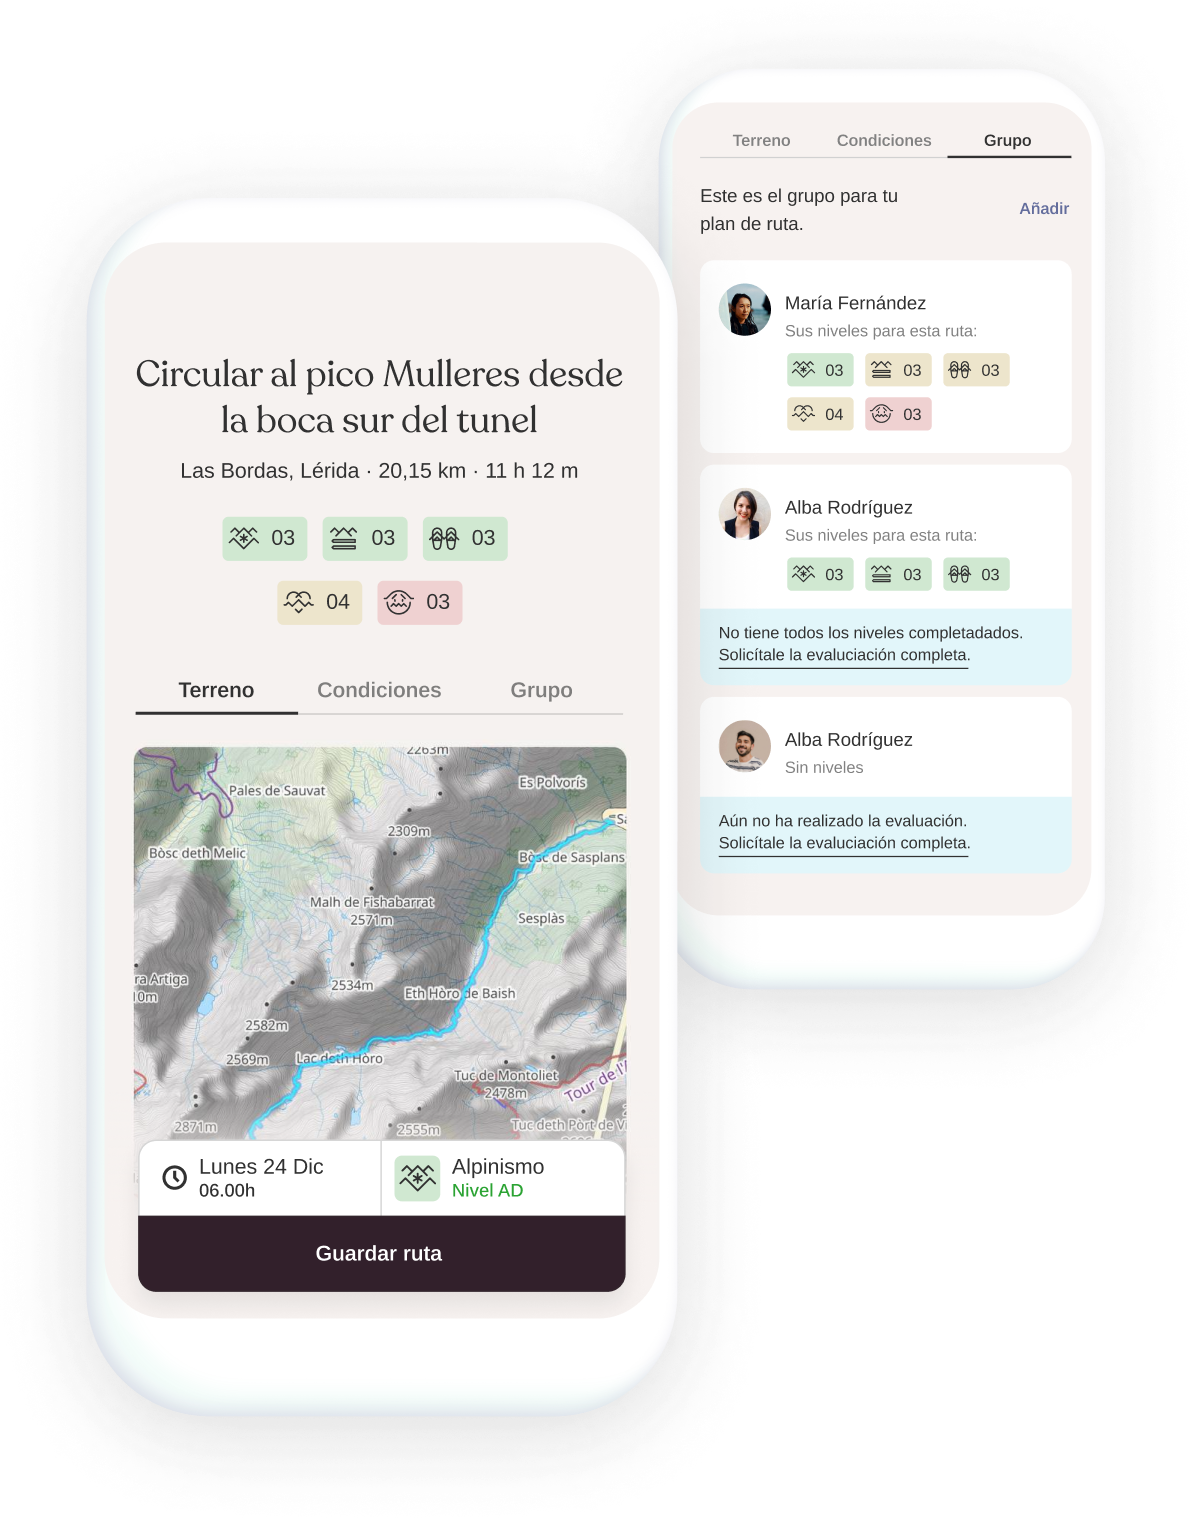 Circular al pico Mulleres desde
la boca sur del tunel
Las Bordas, Lérida · 20,15 km · 11 h 12 m
03 03 03
04 03
Terreno Condiciones Grupo
2263m
Pales de Sauvat
Es Polvorís
2309m
Bòsc deth Melic
Bòsc de Sasplans
Malh de Fishabarrat
2571m
Sesplàs
ra Artiga
10m
2534m
Eth Hòro de Baish
2582m
2569m
Lac deth Hòro
Tuc de Montoliet
2478m
Tour de l'A
2871m
2555m
Tuc deth Pòrt de Vi
Lunes 24 Dic
06.00h
Alpinismo
Nivel AD
Guardar ruta
Terreno Condiciones Grupo
Este es el grupo para tu
plan de ruta.
Añadir
María Fernández
Sus niveles para esta ruta:
03 03 03
04 03
Alba Rodríguez
Sus niveles para esta ruta:
03 03 03
No tiene todos los niveles completadados.
Solicítale la evaluciación completa.
Alba Rodríguez
Sin niveles
Aún no ha realizado la evaluación.
Solicítale la evaluciación completa.